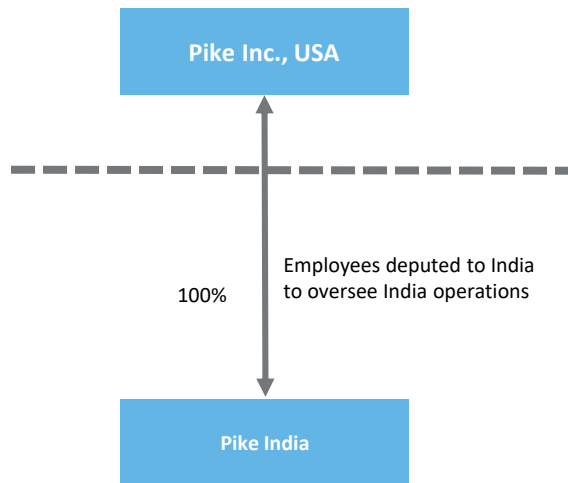 Pike Inc., USA
Employees deputed to India
to oversee India operations
100%
Pike India